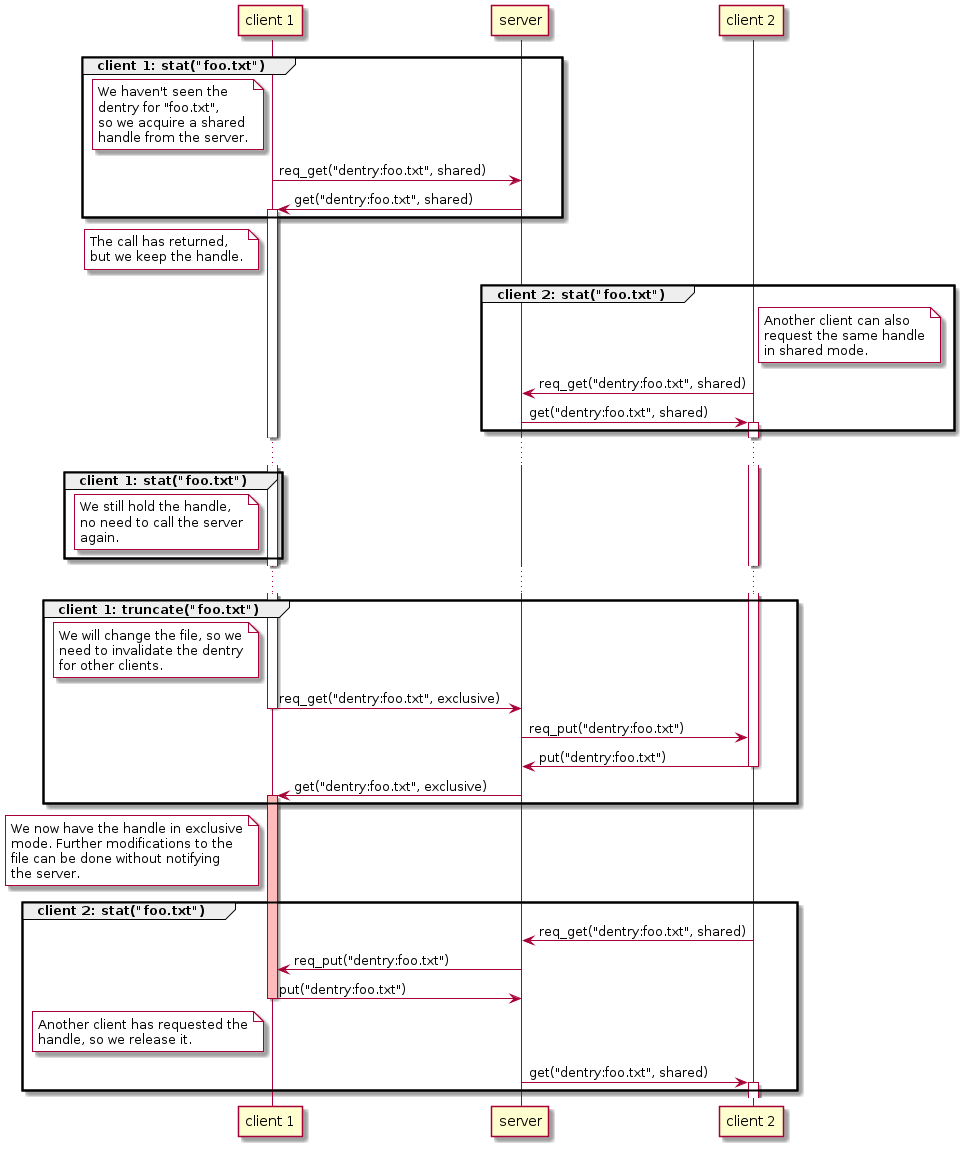 client 1
server
client 2
client 1: stat("foo.txt")
We haven't seen the
dentry for "foo.txt",
so we acquire a shared
handle from the server.
req_get("dentry:foo.txt", shared)
get("dentry:foo.txt", shared)
The call has returned,
but we keep the handle.
client 2: stat("foo.txt")
Another client can also
request the same handle
in shared mode.
req_get("dentry:foo.txt", shared)
get("dentry:foo.txt", shared)
client 1: stat("foo.txt")
We still hold the handle,
no need to call the server
again.
client 1: truncate("foo.txt")
We will change the file, so we
need to invalidate the dentry
for other clients.
req_get("dentry:foo.txt", exclusive)
req_put("dentry:foo.txt")
put("dentry:foo.txt")
get("dentry:foo.txt", exclusive)
We now have the handle in exclusive
mode. Further modifications to the
file can be done without notifying
the server.
client 2: stat("foo.txt")
req_get("dentry:foo.txt", shared)
req_put("dentry:foo.txt")
put("dentry:foo.txt")
Another client has requested the
handle, so we release it.
get("dentry:foo.txt", shared)
client 1
server
client 2